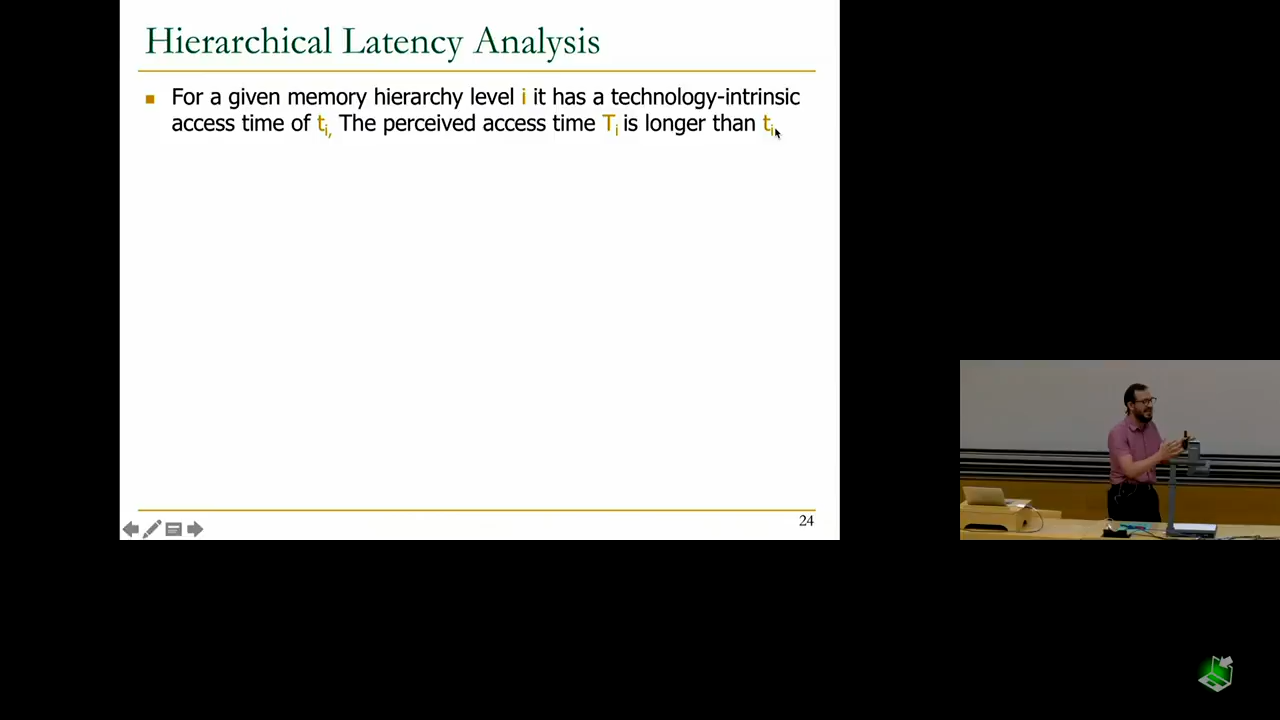 Hierarchical Latency Analysis
For a given memory hierarchy level i it has a technology-intrinsic
access time of ti, The perceived access time Ti is longer than ti
24